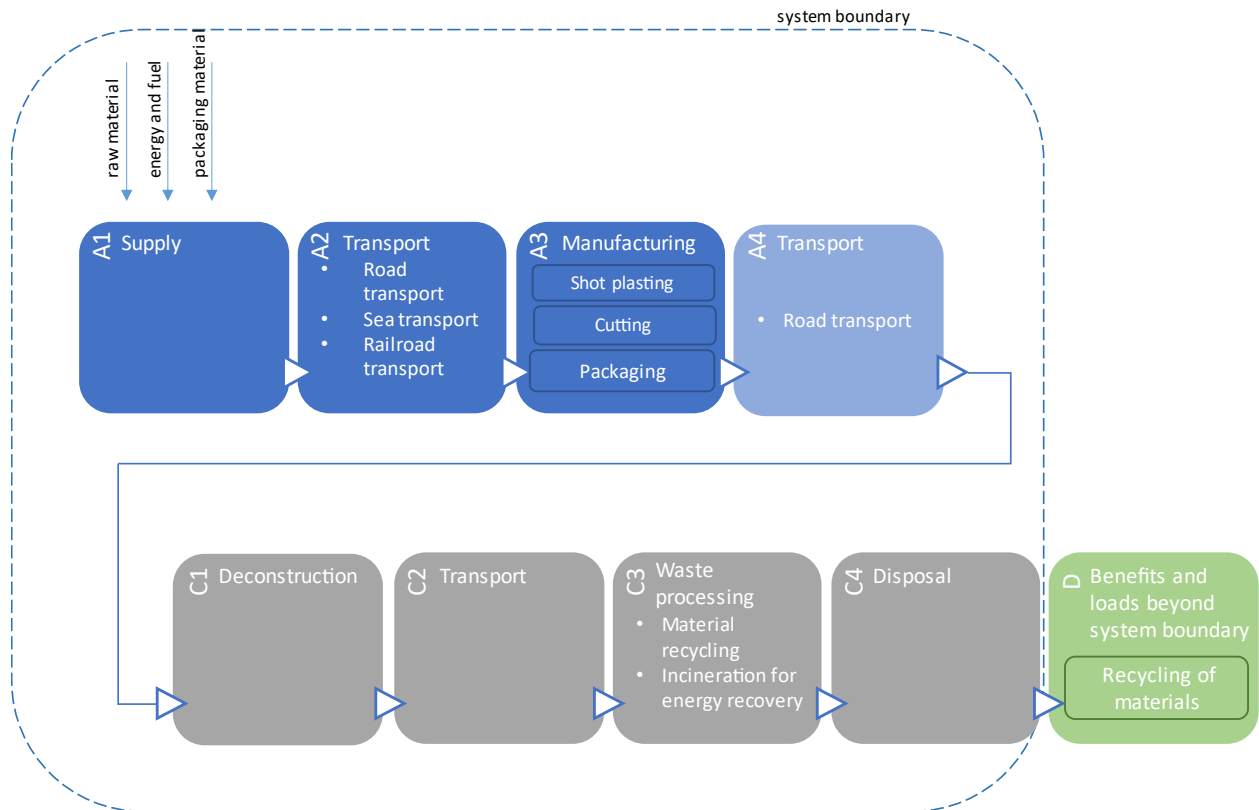 system boundary
raw material
energy and fuel
packaging material
A1
Supply
A2
Transport
• Road
transport
• Sea transport
• Railroad
transport
A3
Manufacturing
Shot plasting
Cutting
Packaging
A4
Transport
• Road transport
C1
Deconstruction
C2
Transport
C3
Waste
processing
• Material
recycling
• Incineration for
energy recovery
C4
Disposal
D
Benefits and
loads beyond
system boundary
Recycling of
materials